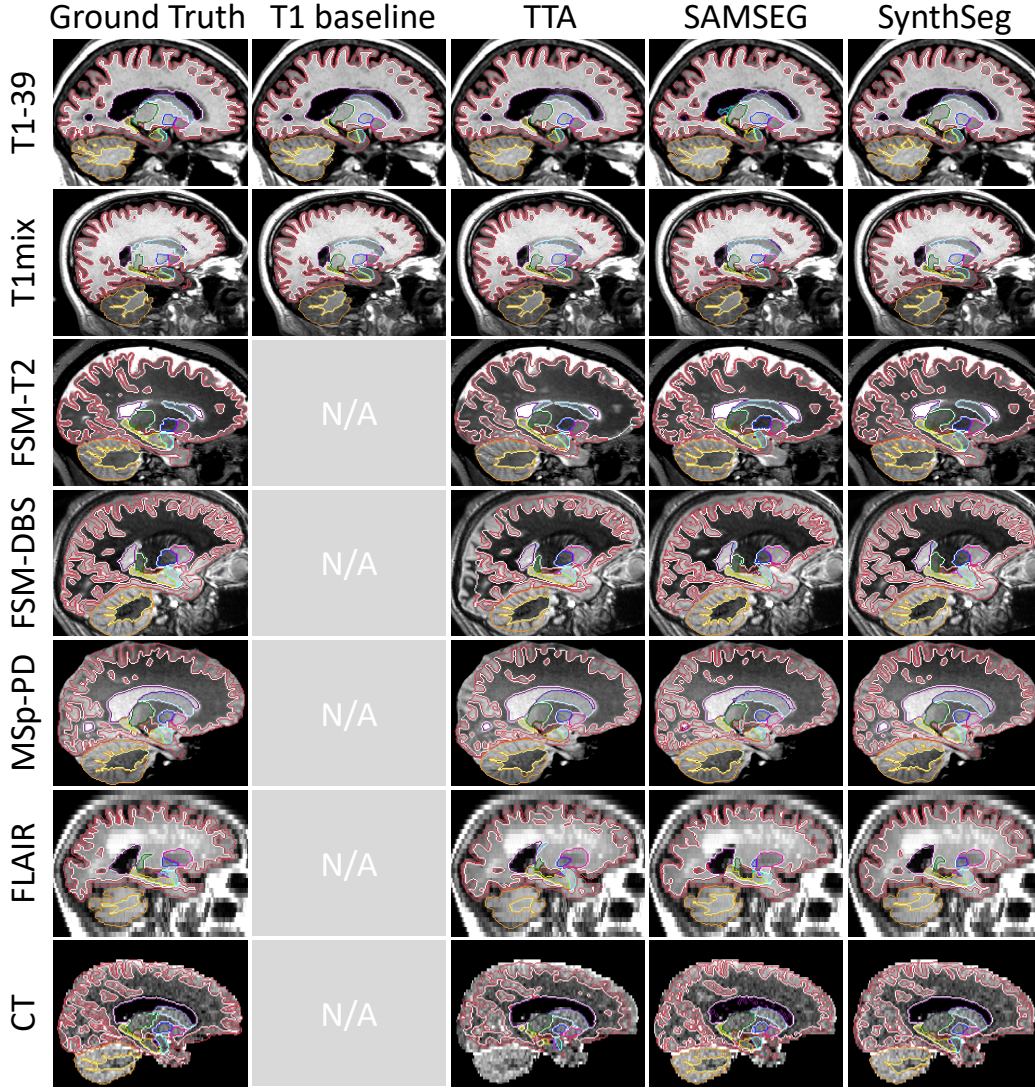 Ground Truth T1 baseline TTA SAMSEG SynthSeg
T1-39
T1mix
FSM-T2
N/A
FSM-DBS
N/A
MSp-PD
N/A
FLAIR
N/A
CT
N/A